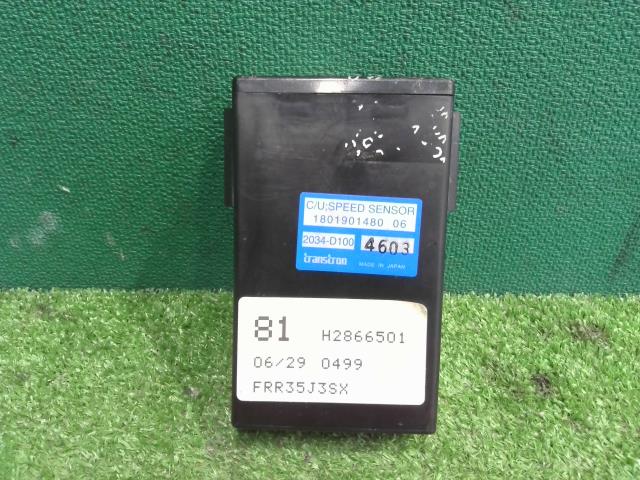 C/U;SPEED SENSOR
1801901480 06
2034-D100 4603
transtron MADE IN JAPAN
81 H2866501
06/29 0499
FRR35J3SX